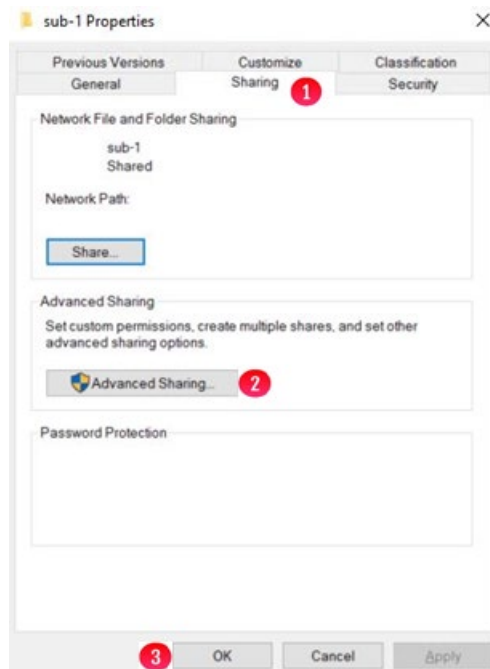 sub-1 Properties
Previous Versions Customize Classification
General Sharing Security
1
Network File and Folder Sharing
sub-1
Shared
Network Path:
Share...
Advanced Sharing
Set custom permissions, create multiple shares, and set other
advanced sharing options.
Advanced Sharing...
2
Password Protection
3
OK Cancel Apply